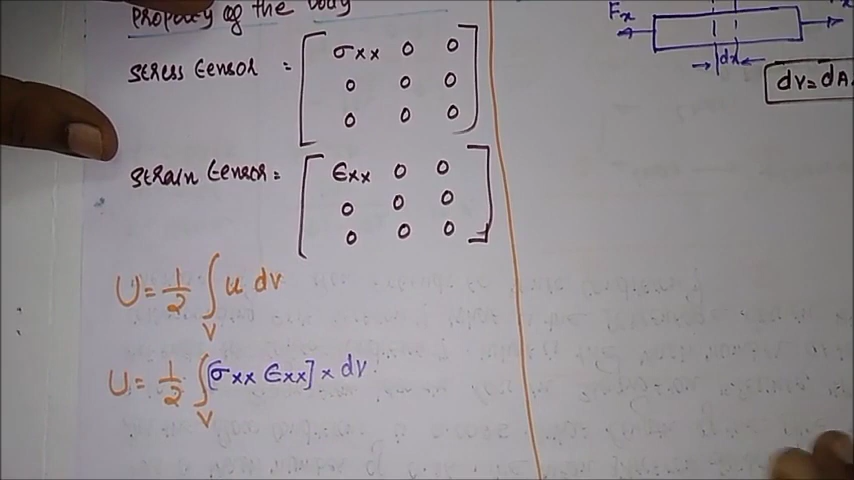 property of the body
stress tensor = [ σxx 0 0
0 0 0
0 0 0 ]
strain tensor = [ ϵxx 0 0
0 0 0
0 0 0 ]
U = 1/2 ∫V u dv
U = 1/2 ∫V [σxx ϵxx] × dv
Fx
dx
dv = dA.